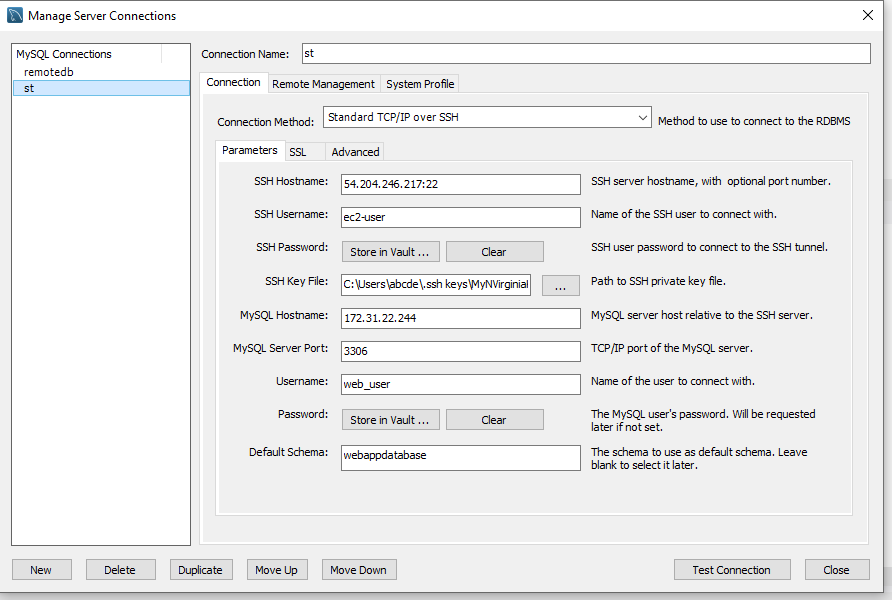 Manage Server Connections
MySQL Connections
remotedb
st
Connection Name: st
Connection Remote Management System Profile
Connection Method: Standard TCP/IP over SSH Method to use to connect to the RDBMS
Parameters SSL Advanced
SSH Hostname: 54.204.246.217:22 SSH server hostname, with optional port number.
SSH Username: ec2-user Name of the SSH user to connect with.
SSH Password: Store in Vault ... Clear SSH user password to connect to the SSH tunnel.
SSH Key File: C:\Users\abcde\.ssh keys\MyNVirginial ... Path to SSH private key file.
MySQL Hostname: 172.31.22.244 MySQL server host relative to the SSH server.
MySQL Server Port: 3306 TCP/IP port of the MySQL server.
Username: web_user Name of the user to connect with.
Password: Store in Vault ... Clear The MySQL user's password. Will be requested
later if not set.
Default Schema: webappdatabase The schema to use as default schema. Leave
blank to select it later.
New Delete Duplicate Move Up Move Down Test Connection Close